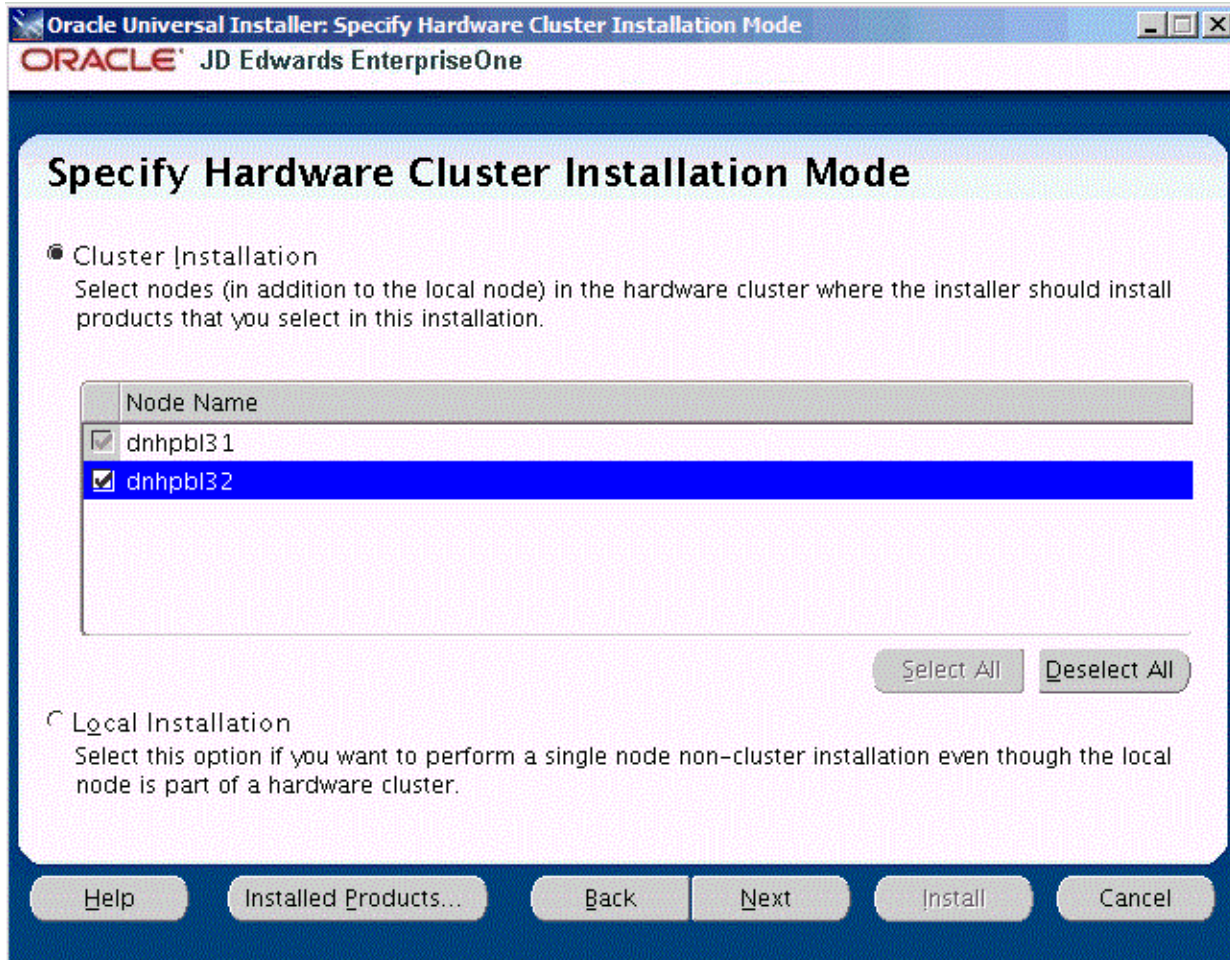 Oracle Universal Installer: Specify Hardware Cluster Installation Mode
ORACLE® JD Edwards EnterpriseOne
Specify Hardware Cluster Installation Mode
Cluster Installation
Select nodes (in addition to the local node) in the hardware cluster where the installer should install
products that you select in this installation.
Node Name
dnhpbl31
dnhpbl32
Select All Deselect All
Local Installation
Select this option if you want to perform a single node non-cluster installation even though the local
node is part of a hardware cluster.
Help Installed Products... Back Next Install Cancel